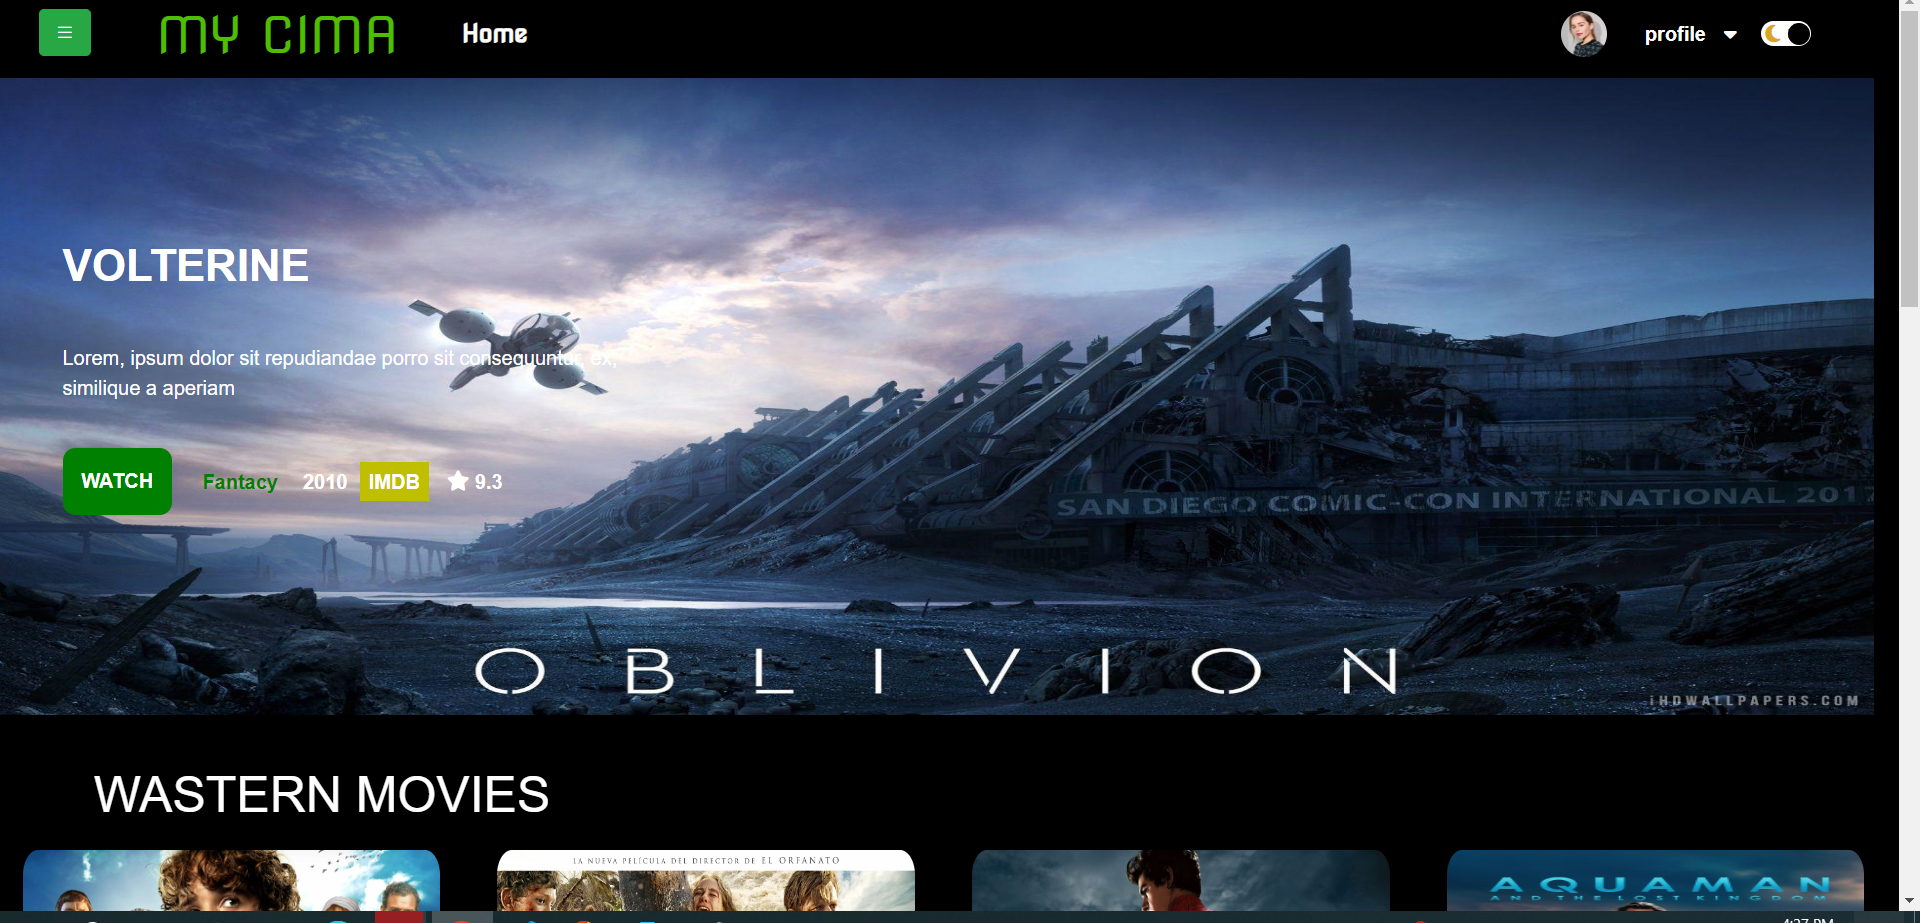 MY CIMA
Home
profile
VOLTERINE
Lorem, ipsum dolor sit repudiandae porro sit consequuntur, ex,
similique a aperiam
WATCH
Fantacy
2010
IMDB
9.3
SAN DIEGO COMIC-CON INTERNATIONAL 2017
OBLIVION
iHDWALLPAPERS.COM
WASTERN MOVIES
LA NUEVA PELÍCULA DEL DIRECTOR DE EL ORFANATO
AQUAMAN
AND THE LOST KINGDOM